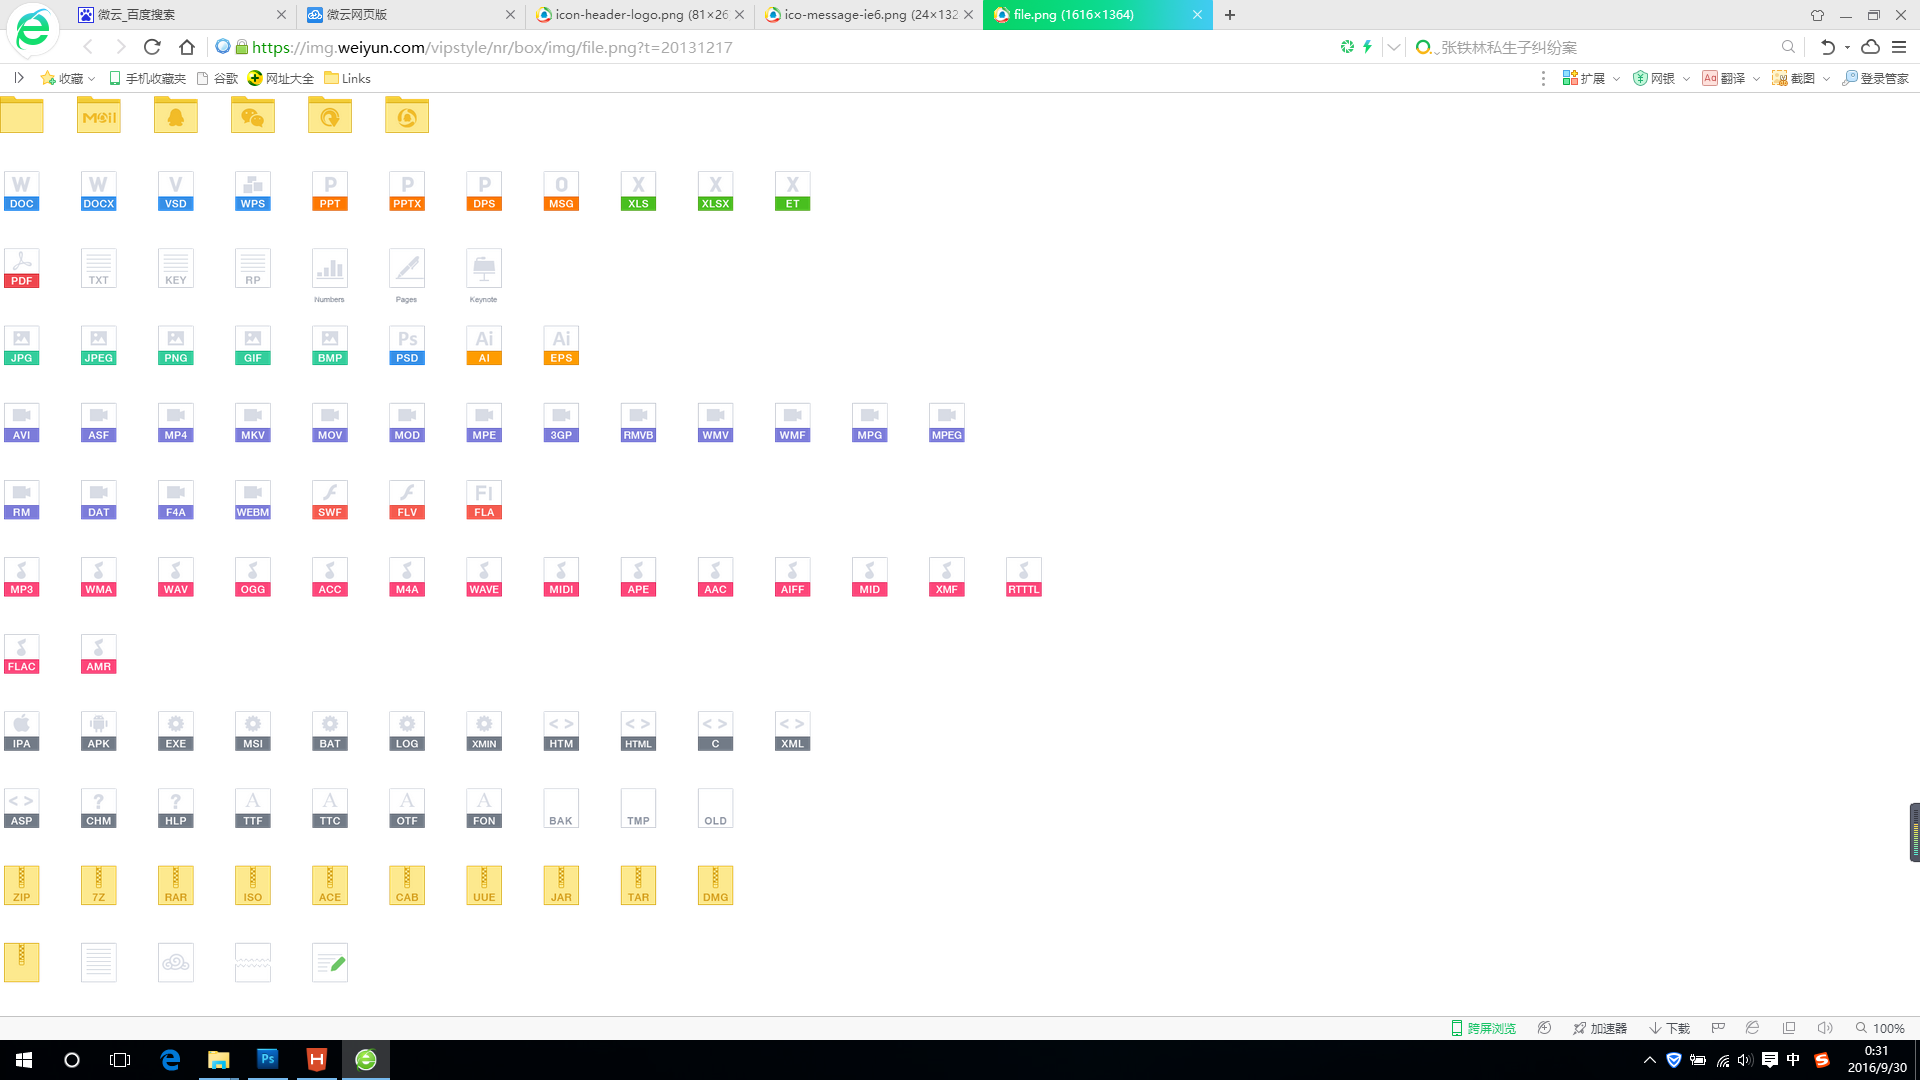 微云_百度搜索
微云网页版
icon-header-logo.png (81×26
ico-message-ie6.png (24×132
file.png (1616×1364)
https://img.weiyun.com/vipstyle/nr/box/img/file.png?t=20131217
张铁林私生子纠纷案
收藏 手机收藏夹 谷歌 网址大全 Links
扩展 网银 Aa 翻译 截图 登录管家
M@il
W W V P P P O X X X
DOC DOCX VSD WPS PPT PPTX DPS MSG XLS XLSX ET
PDF TXT KEY RP
Numbers Pages Keynote
Ps Ai Ai
JPG JPEG PNG GIF BMP PSD AI EPS
AVI ASF MP4 MKV MOV MOD MPE 3GP RMVB WMV WMF MPG MPEG
Fl
RM DAT F4A WEBM SWF FLV FLA
MP3 WMA WAV OGG ACC M4A WAVE MIDI APE AAC AIFF MID XMF RTTTL
FLAC AMR
< > < > < > < >
IPA APK EXE MSI BAT LOG XMIN HTM HTML C XML
< > ? ? A A A A
ASP CHM HLP TTF TTC OTF FON BAK TMP OLD
ZIP 7Z RAR ISO ACE CAB UUE JAR TAR DMG
跨屏浏览 加速器 下载 100%
Ps H 中 S
0:31
2016/9/30